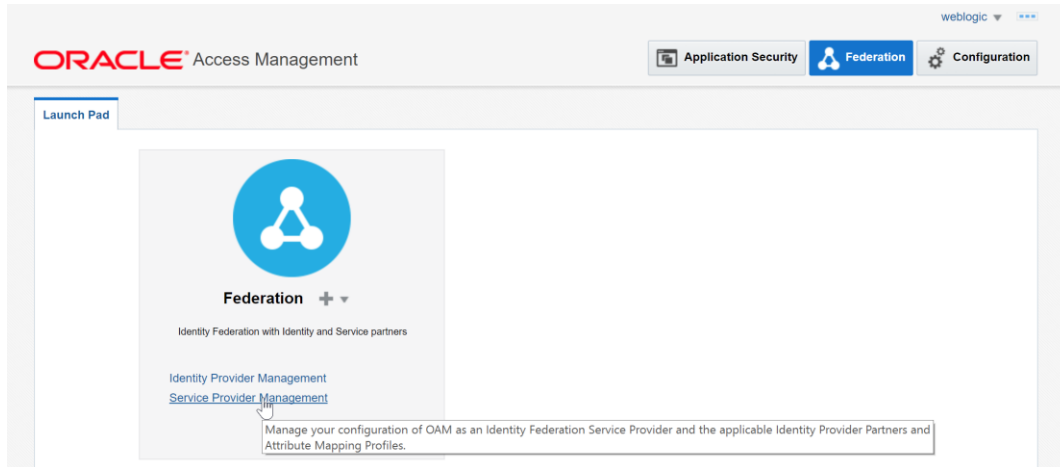 weblogic
ORACLE Access Management
Application Security
Federation
Configuration
Launch Pad
Federation
Identity Federation with Identity and Service partners
Identity Provider Management
Service Provider Management
Manage your configuration of OAM as an Identity Federation Service Provider and the applicable Identity Provider Partners and
Attribute Mapping Profiles.